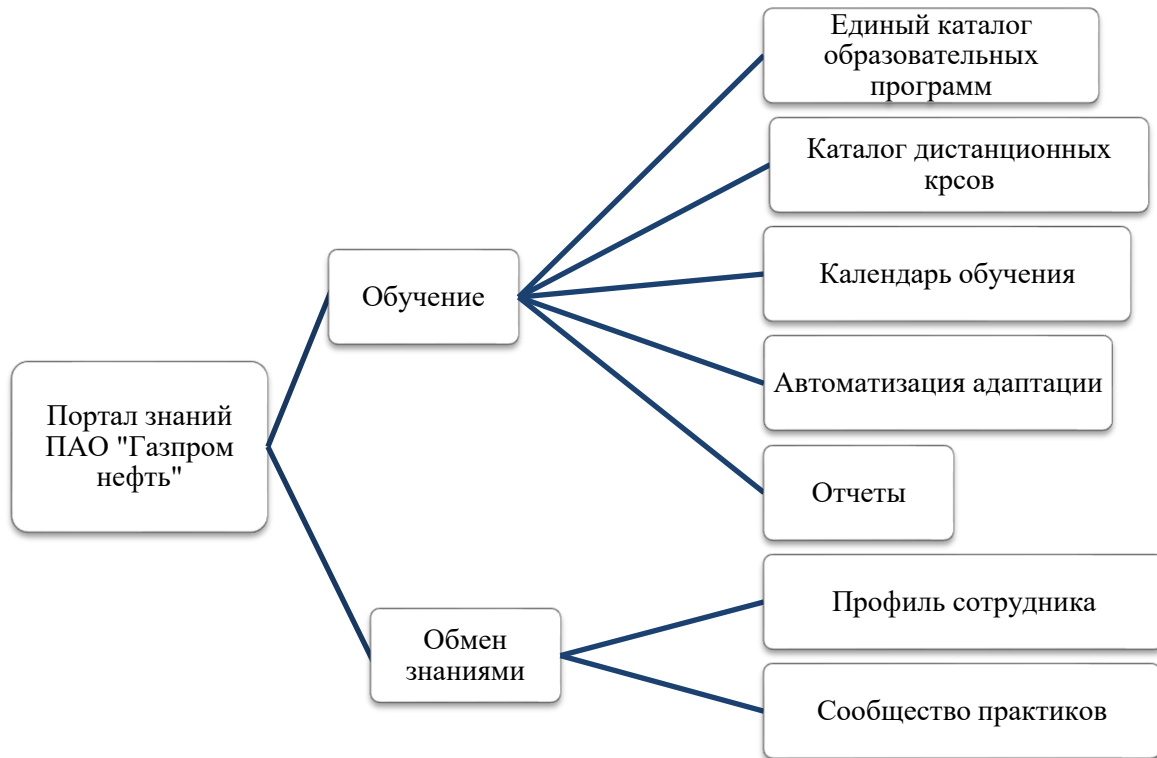 Портал знаний
ПАО "Газпром
нефть"
Обучение
Единый каталог
образовательных
программ
Каталог дистанционных
крсов
Календарь обучения
Автоматизация адаптации
Отчеты
Обмен
знаниями
Профиль сотрудника
Сообщество практиков